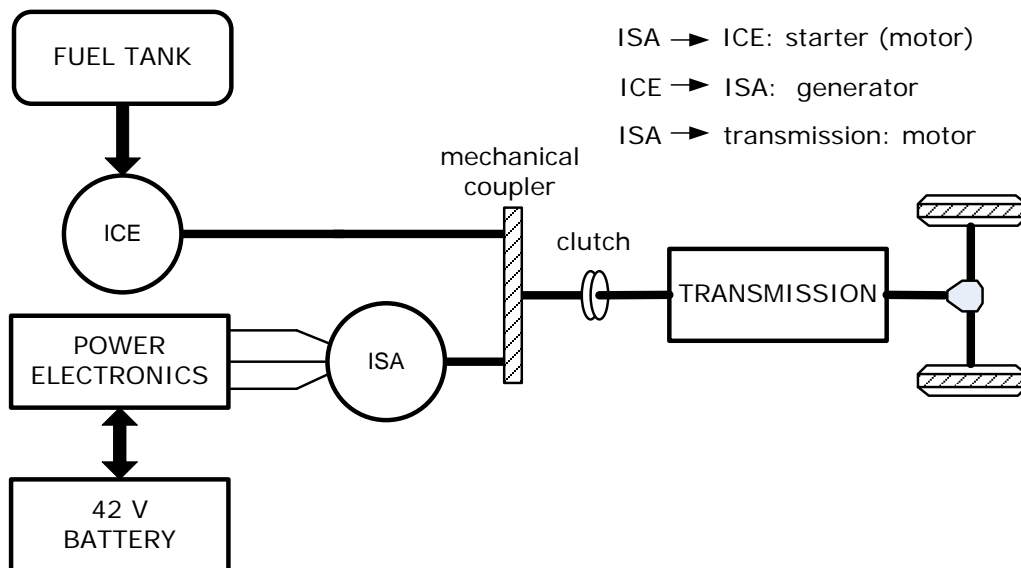 FUEL TANK
ISA → ICE: starter (motor)
ICE → ISA: generator
ISA → transmission: motor
mechanical
coupler
ICE
clutch
TRANSMISSION
POWER
ELECTRONICS
ISA
42 V
BATTERY